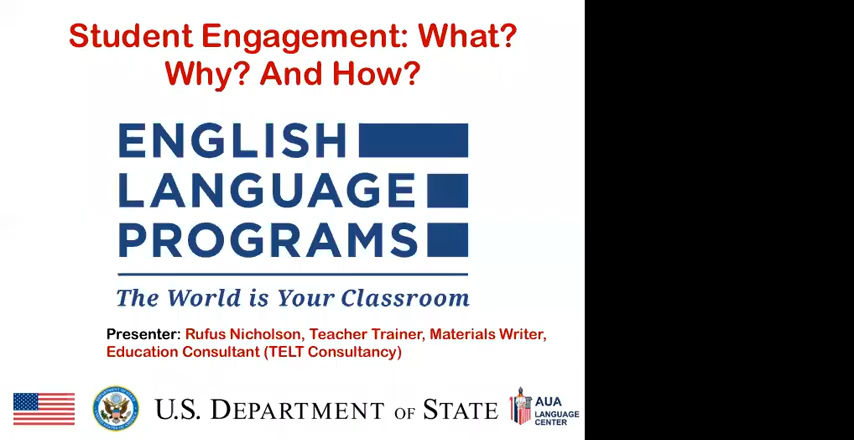 Student Engagement: What?
Why? And How?
ENGLISH
LANGUAGE
PROGRAMS
The World is Your Classroom
Presenter: Rufus Nicholson, Teacher Trainer, Materials Writer,
Education Consultant (TELT Consultancy)
U.S. DEPARTMENT OF STATE
AUA
LANGUAGE
CENTER